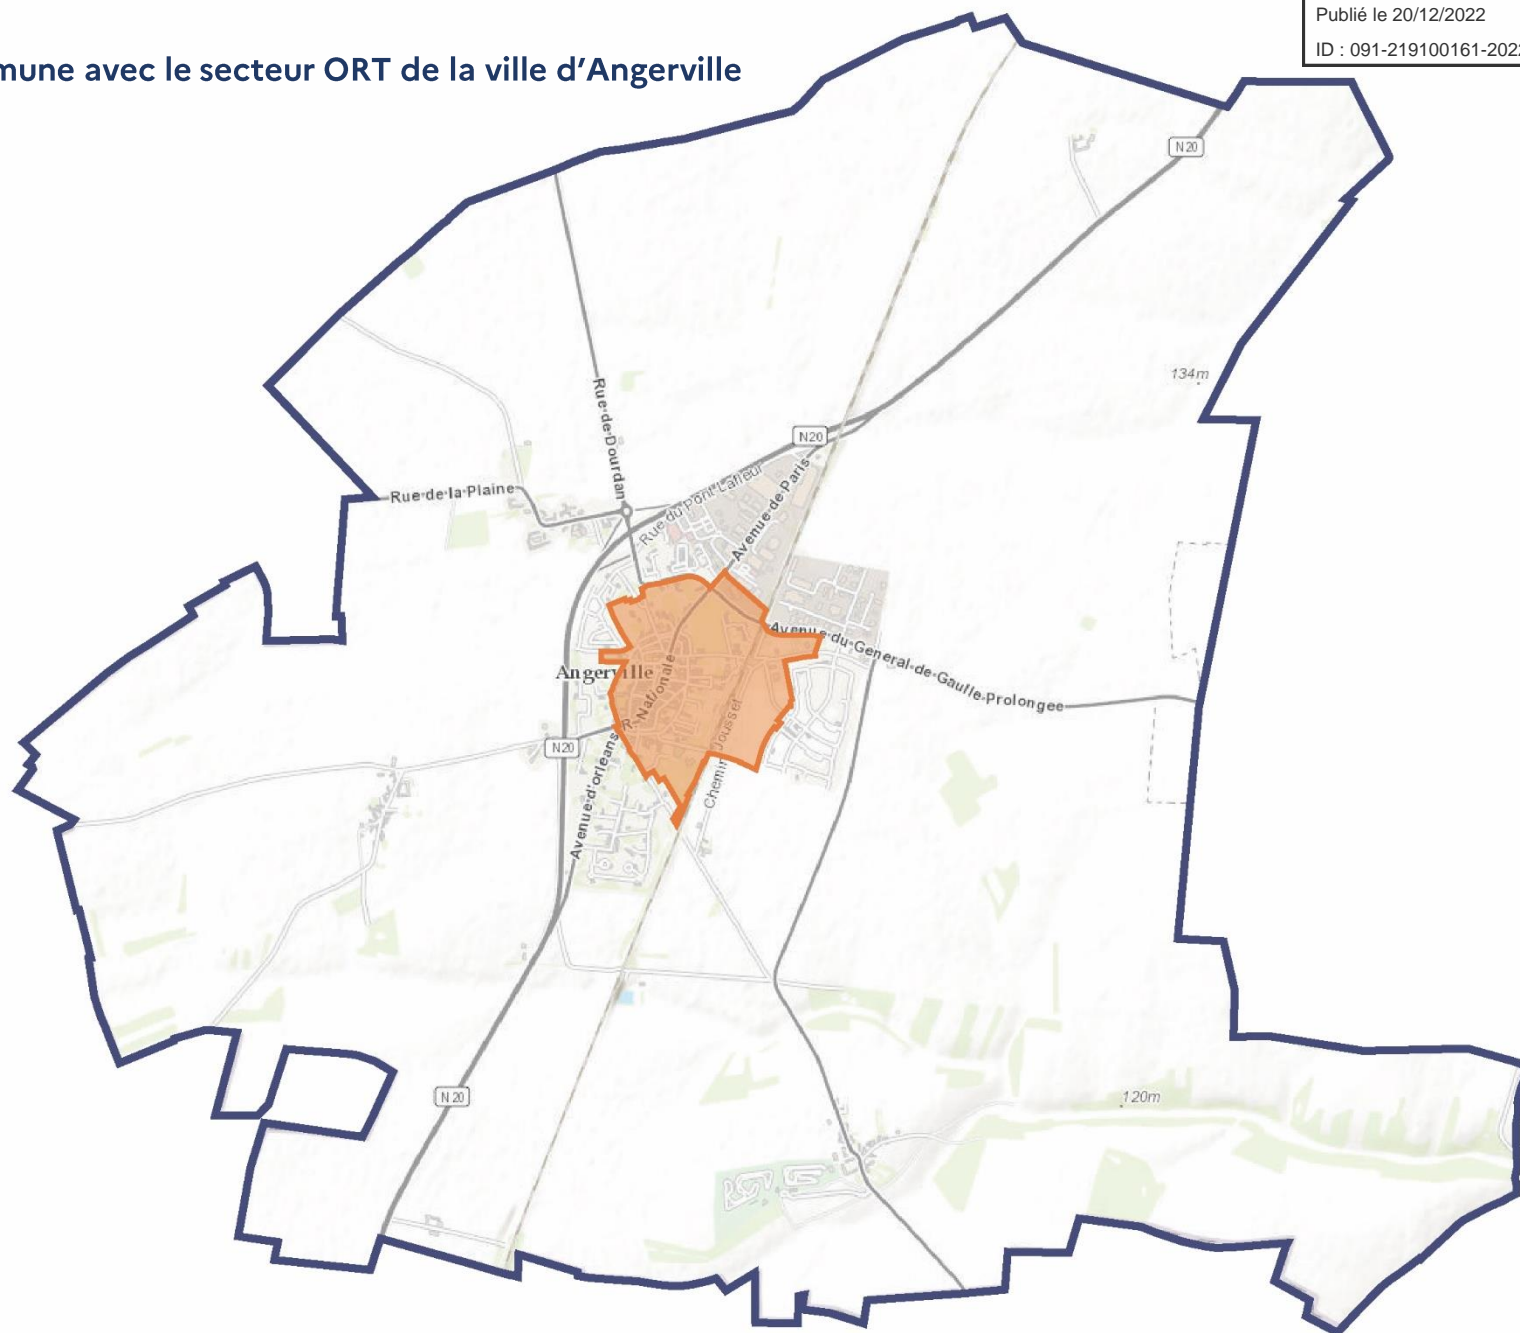 Publié le 20/12/2022
ID : 091-219100161-2022
mune avec le secteur ORT de la ville d'Angerville
N20
134m
Rue de Dourdan
N20
Rue de la Plaine
Rue du Pont Lafleur
Avenue de Paris
Avenue du General de Gaulle Prolongee
Angerville
R. Nationale
N20
Avenue d'orleans
Chemin Jousset
N 20
120m